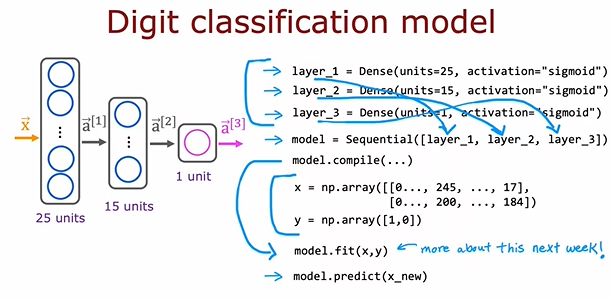 Digit classification model
x⃗
a⃗[1]
a⃗[2]
a⃗[3]
25 units
15 units
1 unit
layer_1 = Dense(units=25, activation="sigmoid")
layer_2 = Dense(units=15, activation="sigmoid")
layer_3 = Dense(units=1, activation="sigmoid")
model = Sequential([layer_1, layer_2, layer_3])
model.compile(...)
x = np.array([[0..., 245, ..., 17],
[0..., 200, ..., 184])
y = np.array([1,0])
model.fit(x,y)
more about this next week!
model.predict(x_new)